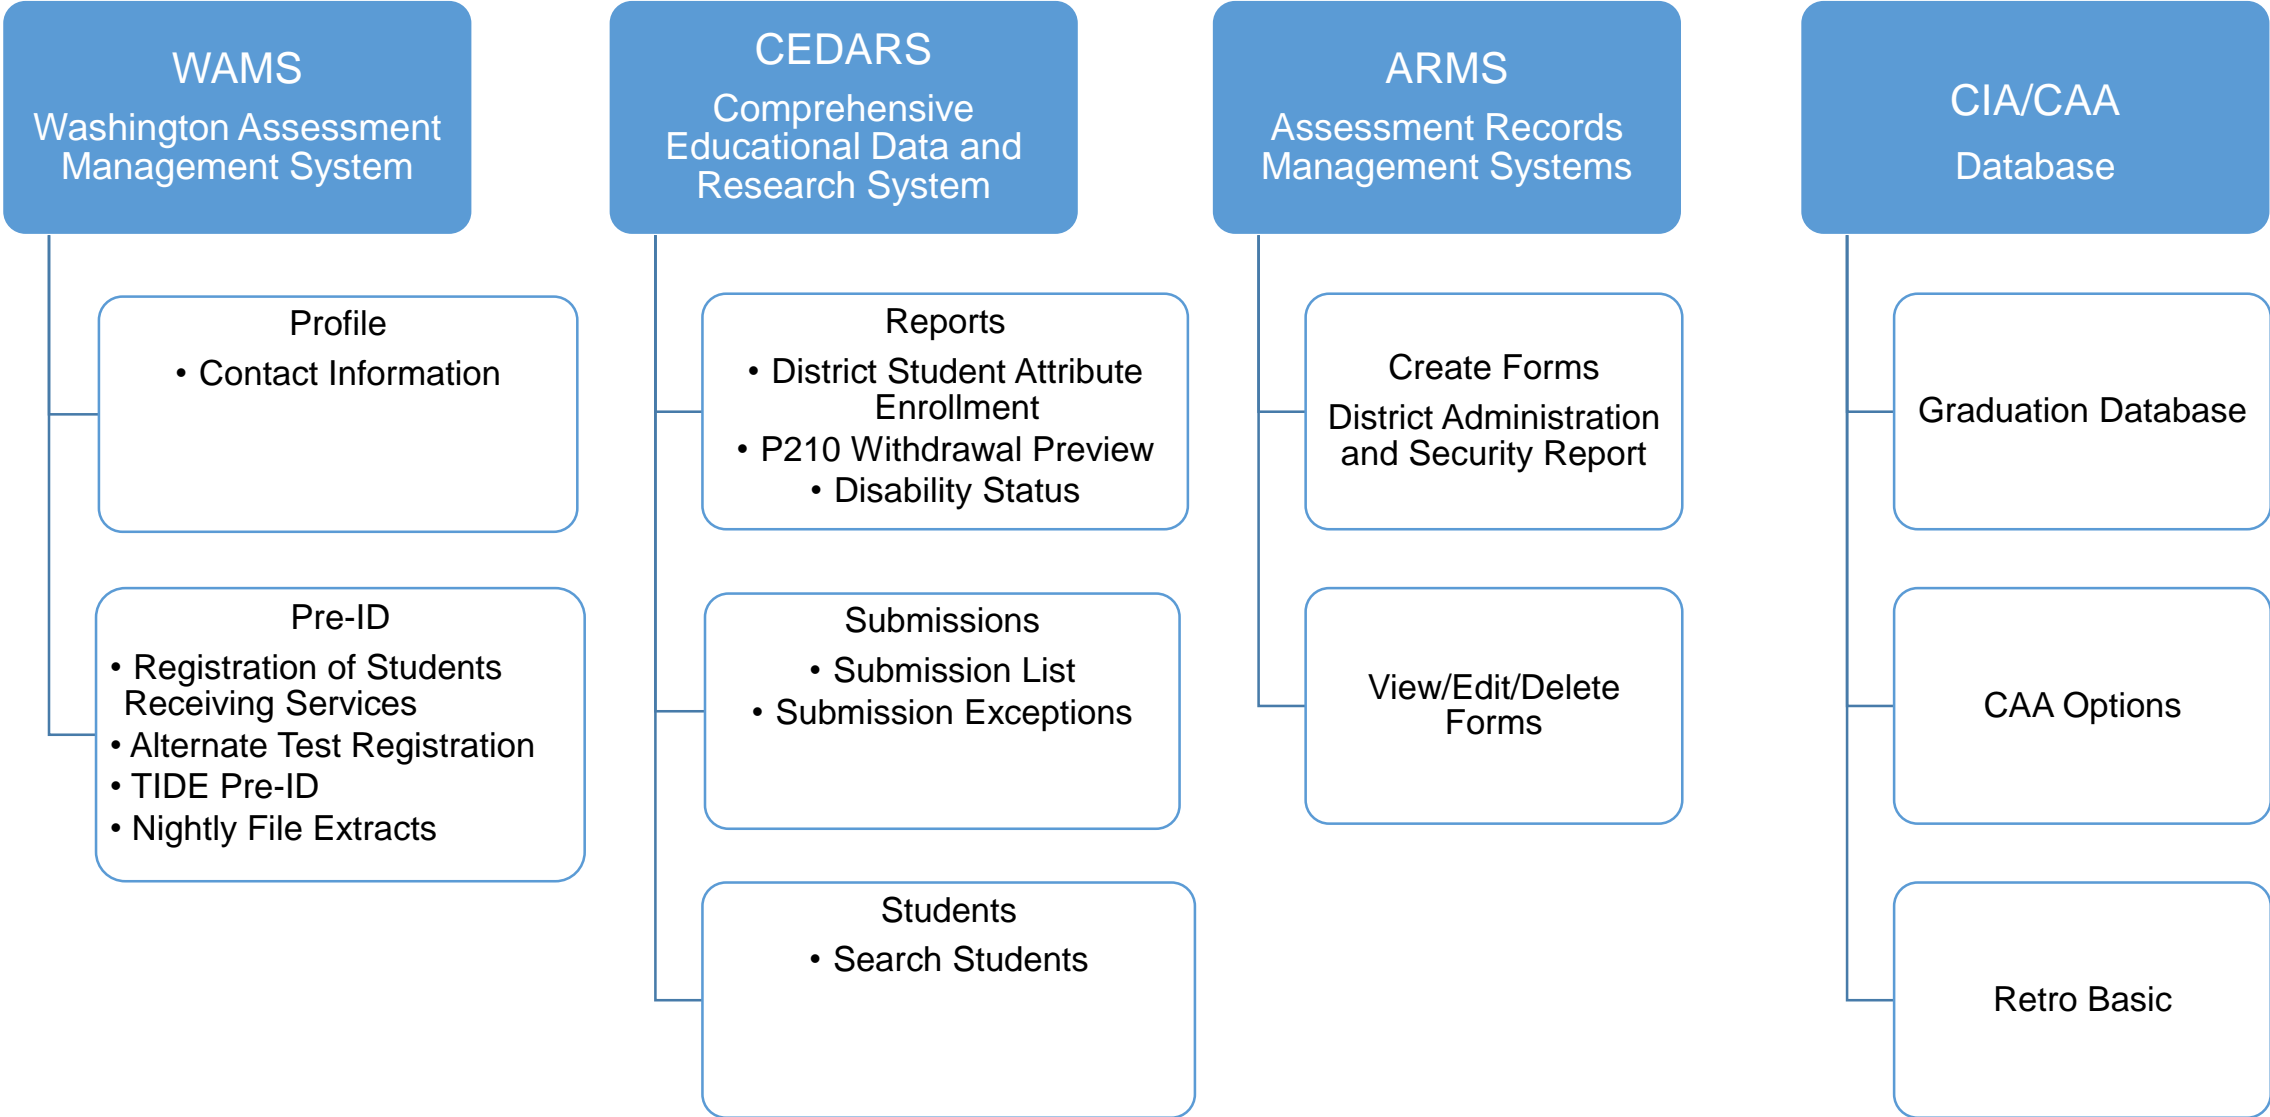 WAMS
Washington Assessment
Management System
Profile
• Contact Information
Pre-ID
• Registration of Students
Receiving Services
• Alternate Test Registration
• TIDE Pre-ID
• Nightly File Extracts
CEDARS
Comprehensive
Educational Data and
Research System
Reports
• District Student Attribute
Enrollment
• P210 Withdrawal Preview
• Disability Status
Submissions
• Submission List
• Submission Exceptions
Students
• Search Students
ARMS
Assessment Records
Management Systems
Create Forms
District Administration
and Security Report
View/Edit/Delete
Forms
CIA/CAA
Database
Graduation Database
CAA Options
Retro Basic